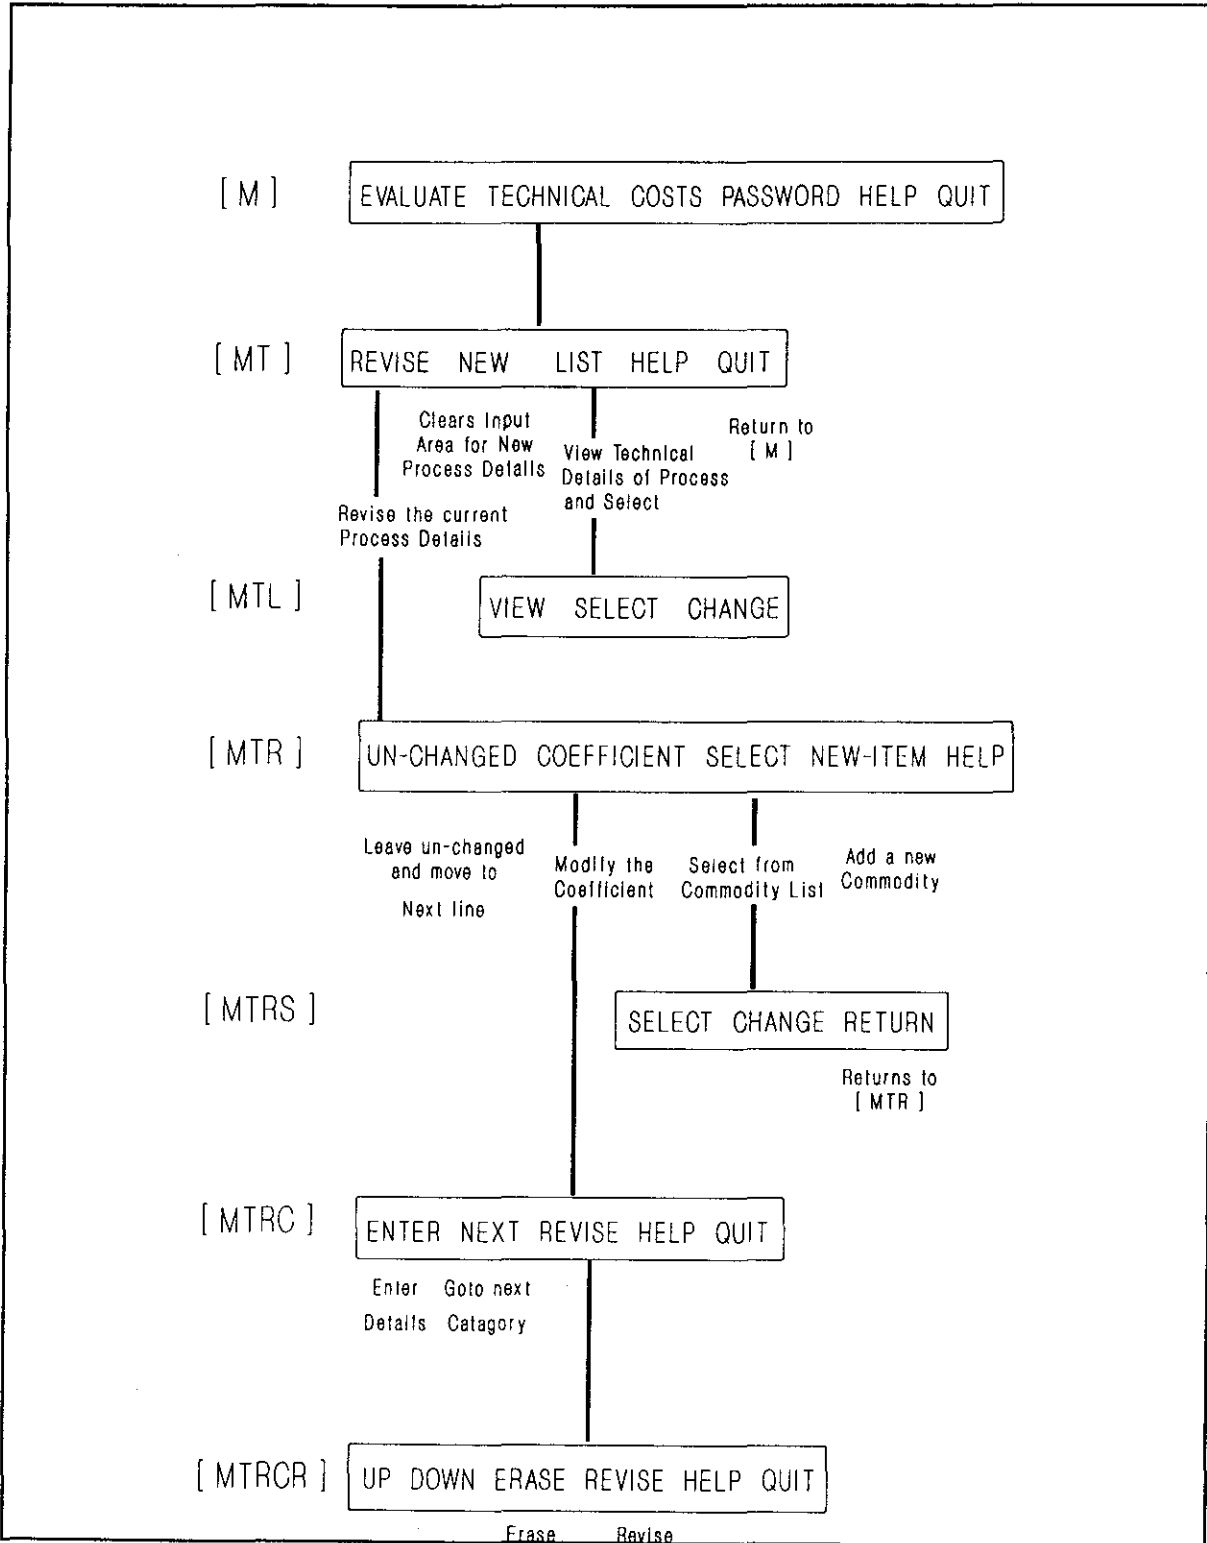 [ M ] EVALUATE TECHNICAL COSTS PASSWORD HELP QUIT
[ MT ] REVISE NEW LIST HELP QUIT
Clears Input
Area for New
Process Details
View Technical
Details of Process
and Select
Return to
[ M ]
Revise the current
Process Details
[ MTL ] VIEW SELECT CHANGE
[ MTR ] UN-CHANGED COEFFICIENT SELECT NEW-ITEM HELP
Leave un-changed
and move to
Next line
Modify the
Coefficient
Select from
Commodity List
Add a new
Commodity
[ MTRS ] SELECT CHANGE RETURN
Returns to
[ MTR ]
[ MTRC ] ENTER NEXT REVISE HELP QUIT
Enter
Details
Goto next
Catagory
[ MTRCR ] UP DOWN ERASE REVISE HELP QUIT
Erase Revise